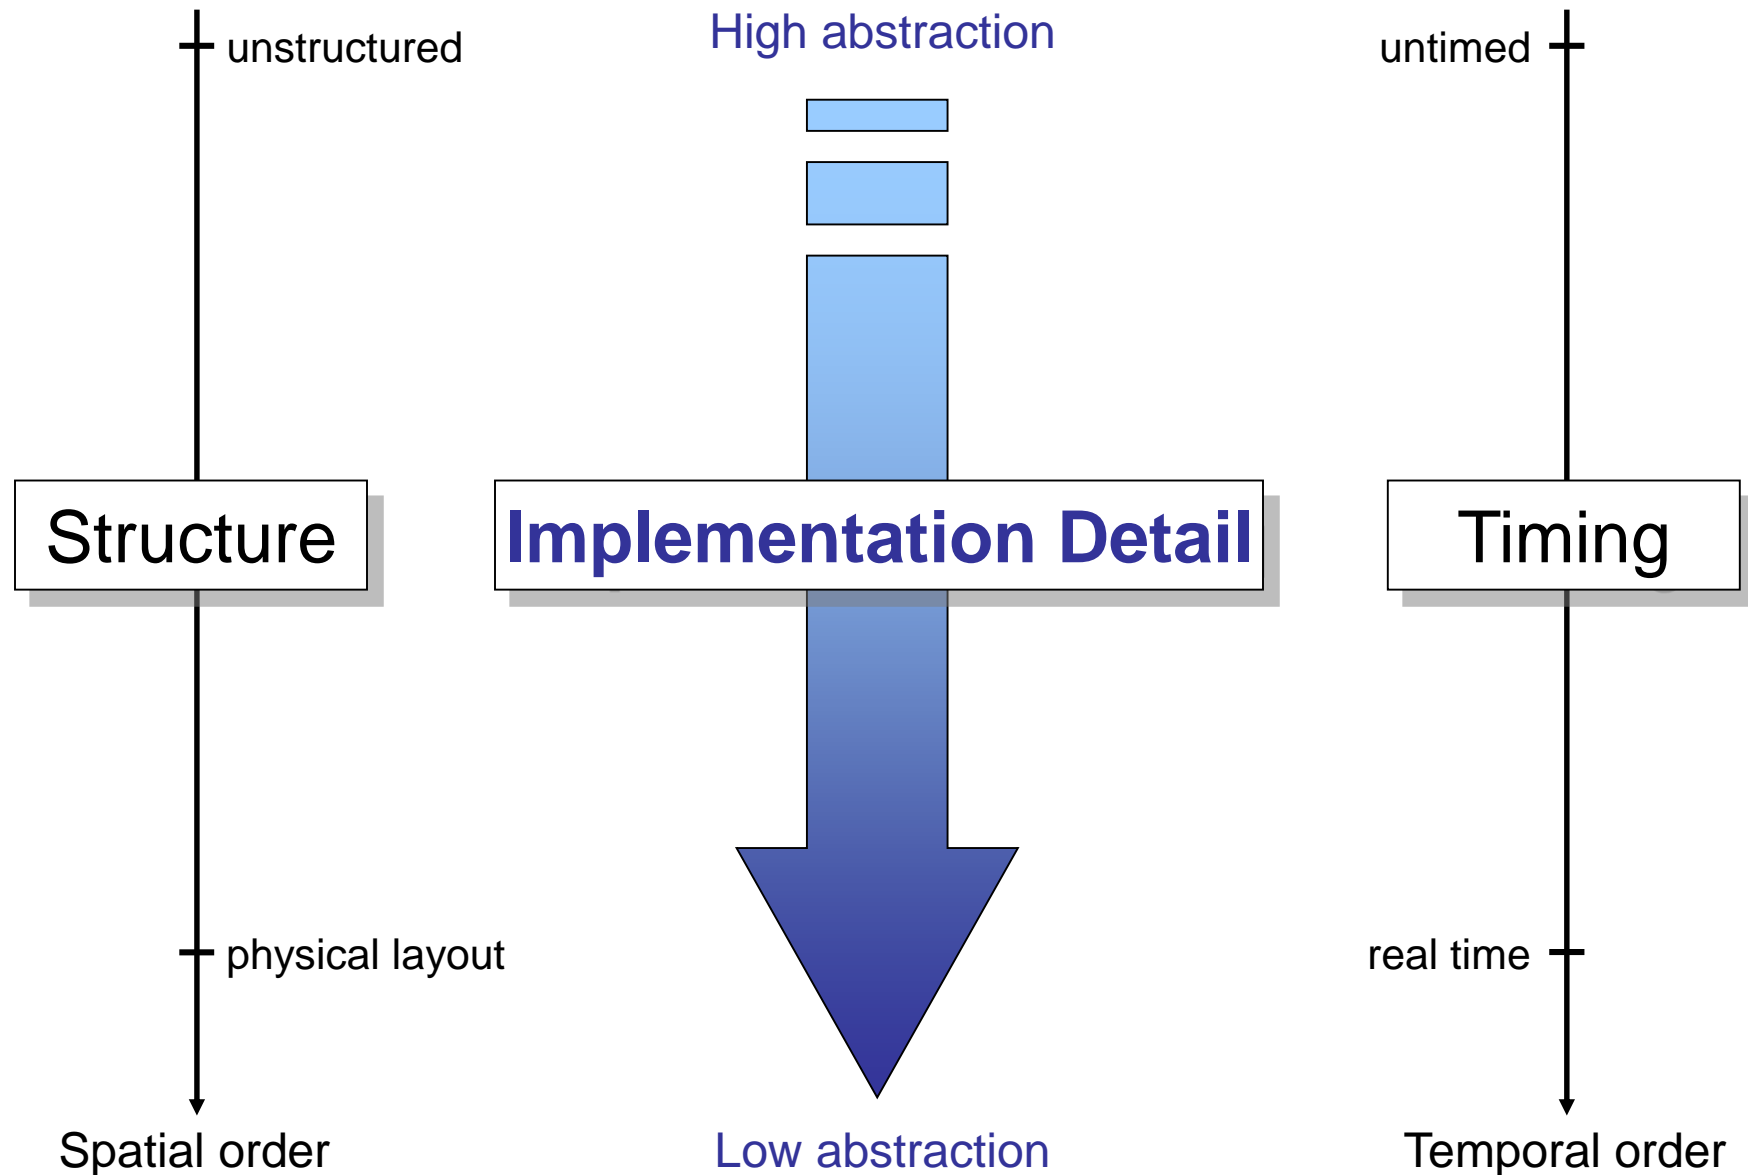 High abstraction
unstructured
untimed
Structure
Implementation Detail
Timing
physical layout
real time
Spatial order
Low abstraction
Temporal order